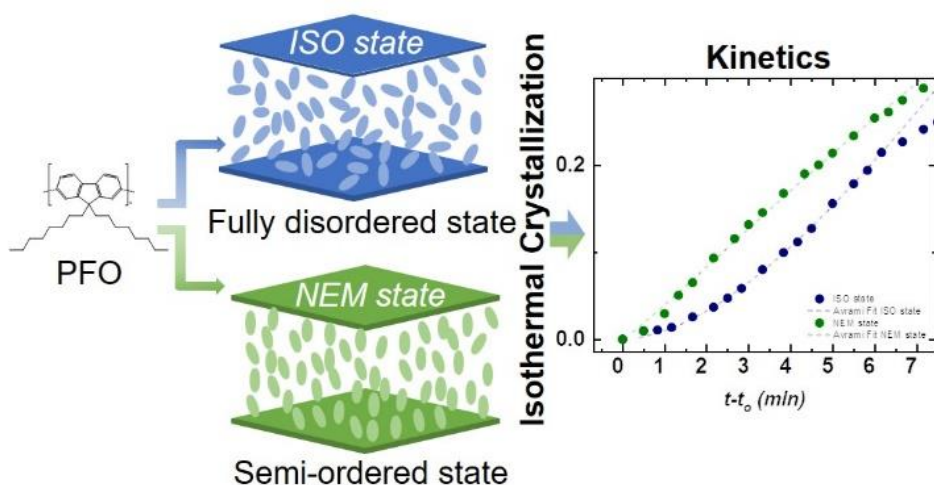 ISO state
Fully disordered state
PFO
n
NEM state
Semi-ordered state
Isothermal Crystallization
Kinetics
0.2
0.0
ISO state
Avrami Fit ISO state
NEM state
Avrami Fit NEM state
0 1 2 3 4 5 6 7
t-to (min)